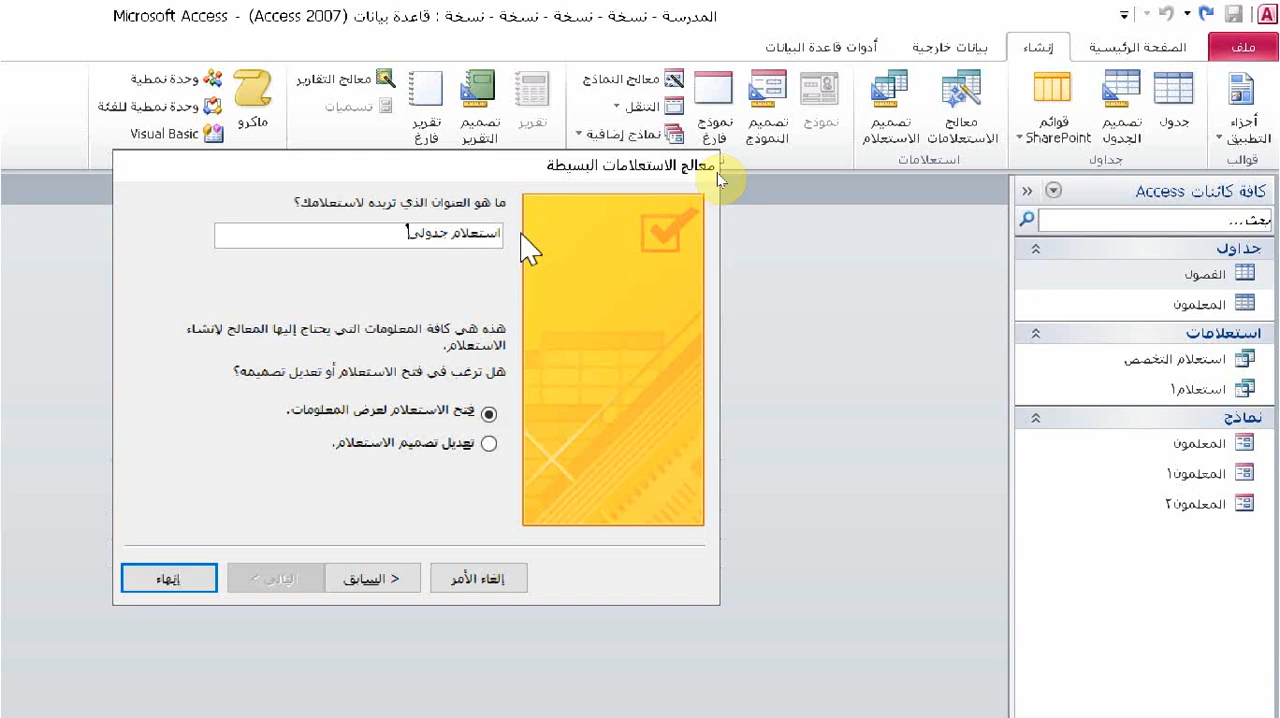 المدرسة - نسخة - نسخة - نسخة - نسخة : قاعدة بيانات (Access 2007) - Microsoft Access
ملف
الصفحة الرئيسية
إنشاء
بيانات خارجية
أدوات قاعدة البيانات
أجزاء التطبيق
جدول
تصميم الجدول
قوائم SharePoint
معالج الاستعلامات
تصميم الاستعلام
نموذج
تصميم النموذج
نموذج فارغ
معالج النماذج
التنقل
نماذج إضافية
تقرير
تصميم التقرير
تقرير فارغ
معالج التقارير
تسميات
ماكرو
وحدة نمطية
وحدة نمطية للفئة
Visual Basic
قوالب
جداول
استعلامات
معالج الاستعلامات البسيطة
ما هو العنوان الذي تريده لاستعلامك؟
استعلام جدولي
هذه هي كافة المعلومات التي يحتاج إليها المعالج لإنشاء
الاستعلام.
هل ترغب في فتح الاستعلام أو تعديل تصميمه؟
فتح الاستعلام لعرض المعلومات.
تعديل تصميم الاستعلام.
إلغاء الأمر
< السابق
التالي >
إنهاء
كافة كائنات Access
بحث...
جداول
الفصول
المعلمون
استعلامات
استعلام التخصص
استعلام١
نماذج
المعلمون
المعلمون١
المعلمون٢